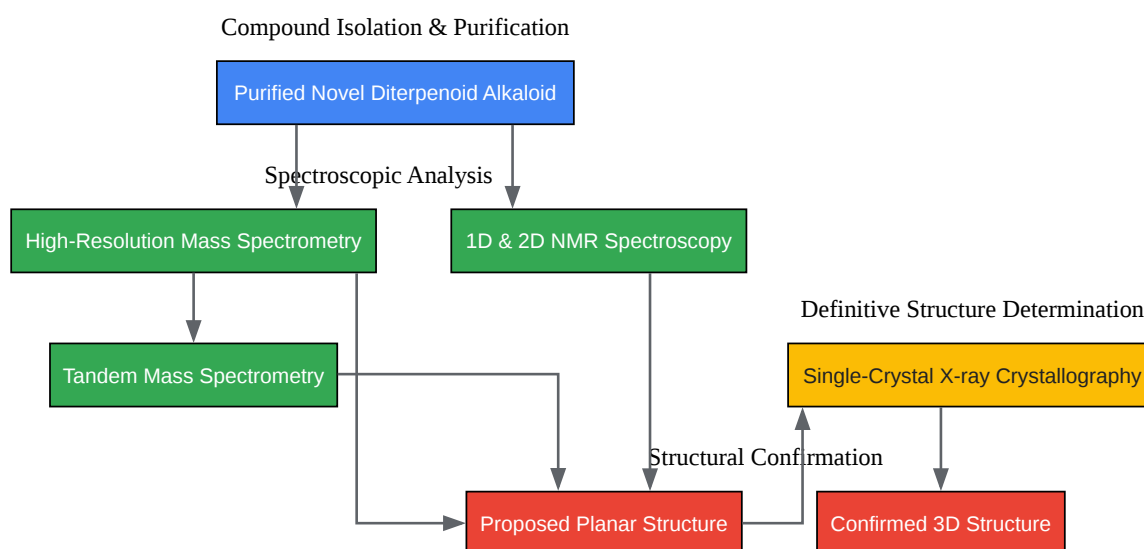 Compound Isolation & Purification
Purified Novel Diterpenoid Alkaloid
Spectroscopic Analysis
High-Resolution Mass Spectrometry
1D & 2D NMR Spectroscopy
Definitive Structure Determination
Tandem Mass Spectrometry
Single-Crystal X-ray Crystallography
Structural Confirmation
Proposed Planar Structure
Confirmed 3D Structure